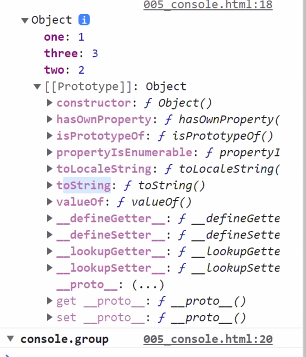 005_console.html:18
Object i
one: 1
three: 3
two: 2
[[Prototype]]: Object
constructor: ƒ Object()
hasOwnProperty: ƒ hasOwnProperty(
isPrototypeOf: ƒ isPrototypeOf()
propertyIsEnumerable: ƒ propertyI
toLocaleString: ƒ toLocaleString(
toString: ƒ toString()
valueOf: ƒ valueOf()
__defineGetter__: ƒ __defineGette
__defineSetter__: ƒ __defineSette
__lookupGetter__: ƒ __lookupGette
__lookupSetter__: ƒ __lookupSette
__proto__: (...)
get __proto__: ƒ __proto__()
set __proto__: ƒ __proto__()
console.group 005_console.html:20